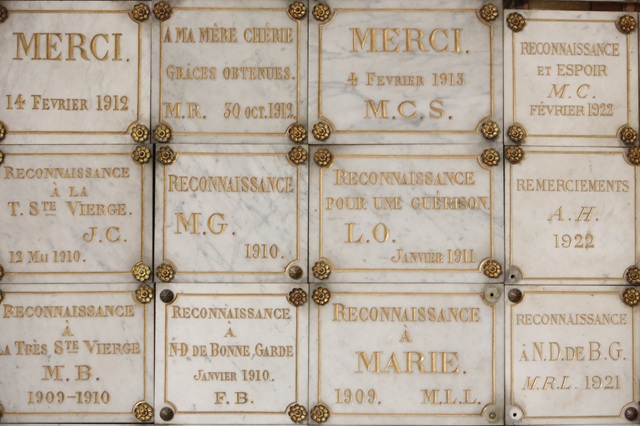 MERCI.
14 FEVRIER 1912
A MA MÈRE CHÉRIE
GRÂCES OBTENUES.
M.R. 30 OCT. 1912.
MERCI.
4 FEVRIER 1913
M.C.S.
RECONNAISSANCE
ET ESPOIR
M.C.
FÉVRIER 1922
RECONNAISSANCE
À LA
T. STE VIERGE.
J.C.
12 MAI 1910.
RECONNAISSANCE
M.G.
1910.
RECONNAISSANCE
POUR UNE GUÉRISON.
L.O.
JANVIER 1911
REMERCIEMENTS
A.H.
1922
RECONNAISSANCE
À
LA TRÈS STE VIERGE
M.B.
1909-1910
RECONNAISSANCE
À
N-D DE BONNE GARDE
JANVIER 1910.
F.B
RECONNAISSANCE
À
MARIE.
1909. M.L.L.
RECONNAISSANCE
À N.D. DE B.G.
M.R.L. 1921